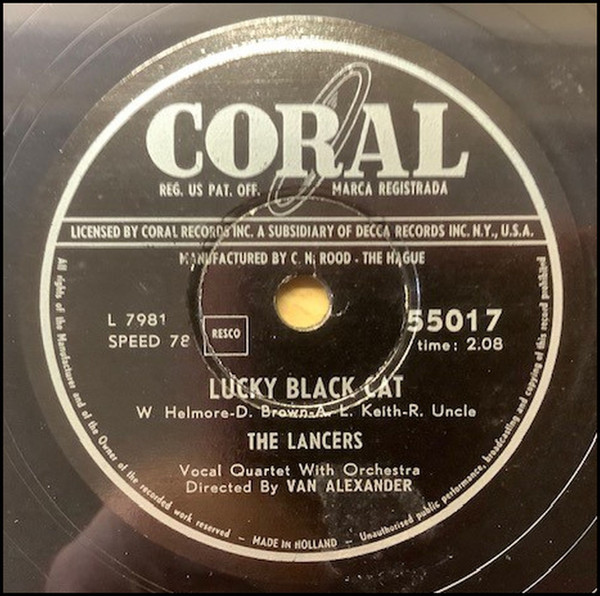 CORAL
REG. US PAT. OFF. MARCA REGISTRADA
LICENSED BY CORAL RECORDS INC. A SUBSIDIARY OF DECCA RECORDS INC. N.Y., U.S.A.
MANUFACTURED BY C. N. ROOD - THE HAGUE
L 7981
SPEED 78
RESCO
55017
time: 2.08
LUCKY BLACK CAT
W Helmore-D. Brown-A. L. Keith-R. Uncle
THE LANCERS
Vocal Quartet With Orchestra
Directed By VAN ALEXANDER
All rights of the Manufacturer and of the Owner of the recorded work reserved - MADE IN HOLLAND - Unauthorised public performance, broadcasting and copying of this record prohibited